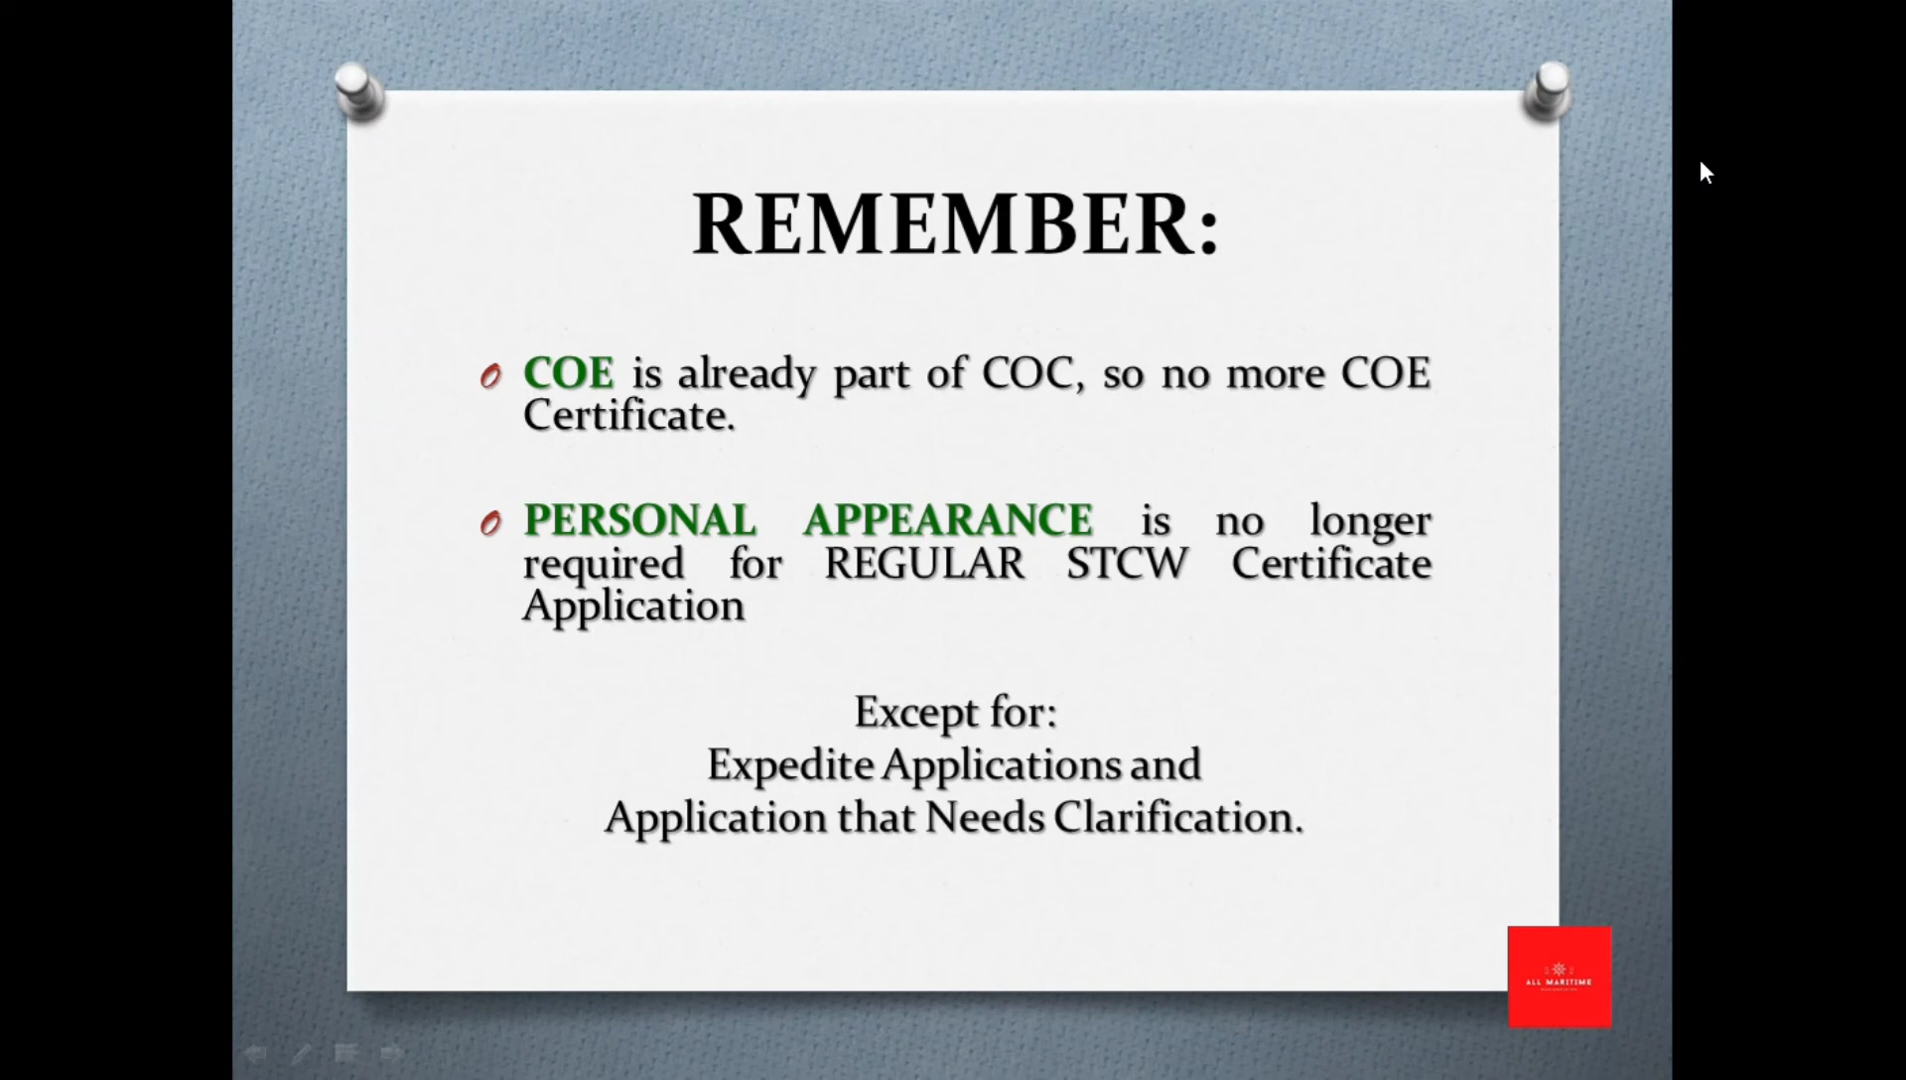 REMEMBER:
COE is already part of COC, so no more COE
Certificate.
PERSONAL APPEARANCE is no longer
required for REGULAR STCW Certificate
Application
Except for:
Expedite Applications and
Application that Needs Clarification.
ALL MARITIME